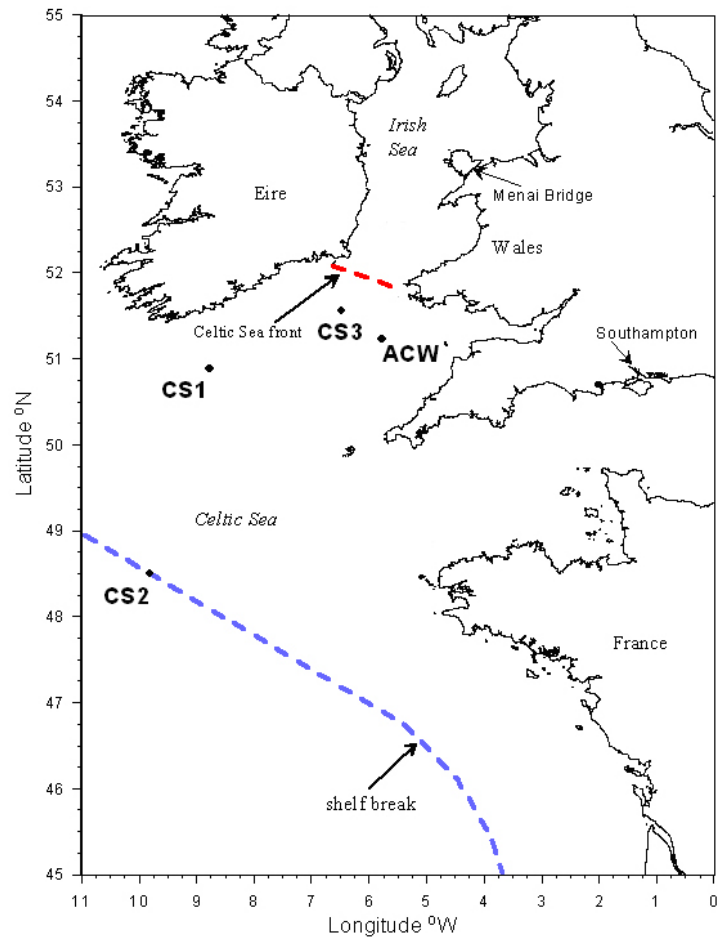 55
54
53
52
51
50
49
48
47
46
45
Latitude ⁰N
Irish
Sea
Eire
Menai Bridge
Wales
Celtic Sea front
CS3
ACW
Southampton
CS1
Celtic Sea
CS2
France
shelf break
11 10 9 8 7 6 5 4 3 2 1 0
Longitude ⁰W